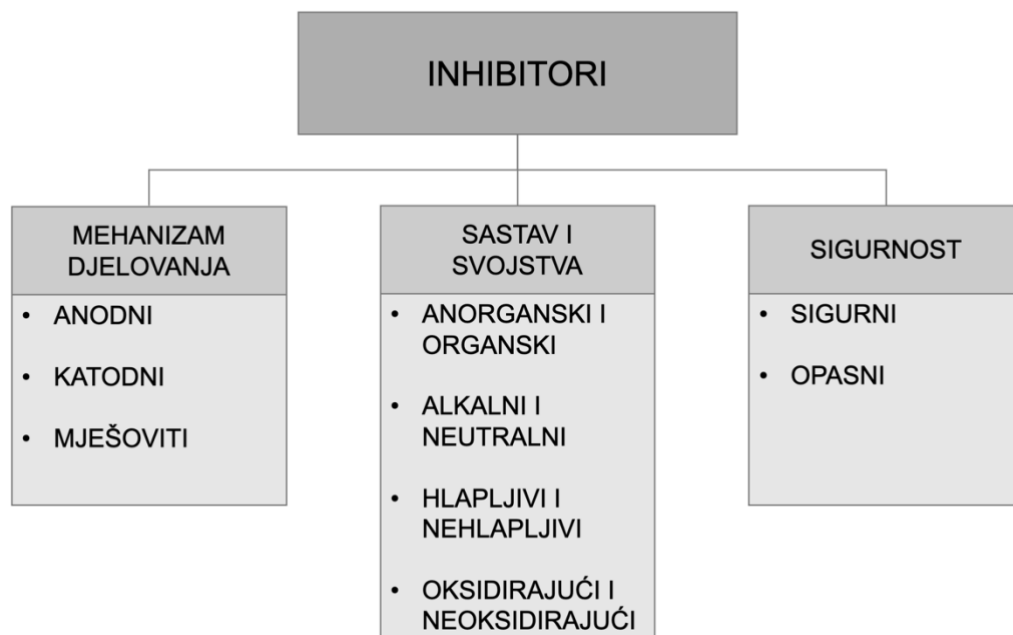 INHIBITORI
MEHANIZAM
DJELOVANJA
• ANODNI
• KATODNI
• MJEŠOVITI
SASTAV I
SVOJSTVA
• ANORGANSKI I
ORGANSKI
• ALKALNI I
NEUTRALNI
• HLAPLJIVI I
NEHLAPLJIVI
• OKSIDIRAJUĆI I
NEOKSIDIRAJUĆI
SIGURNOST
• SIGURNI
• OPASNI